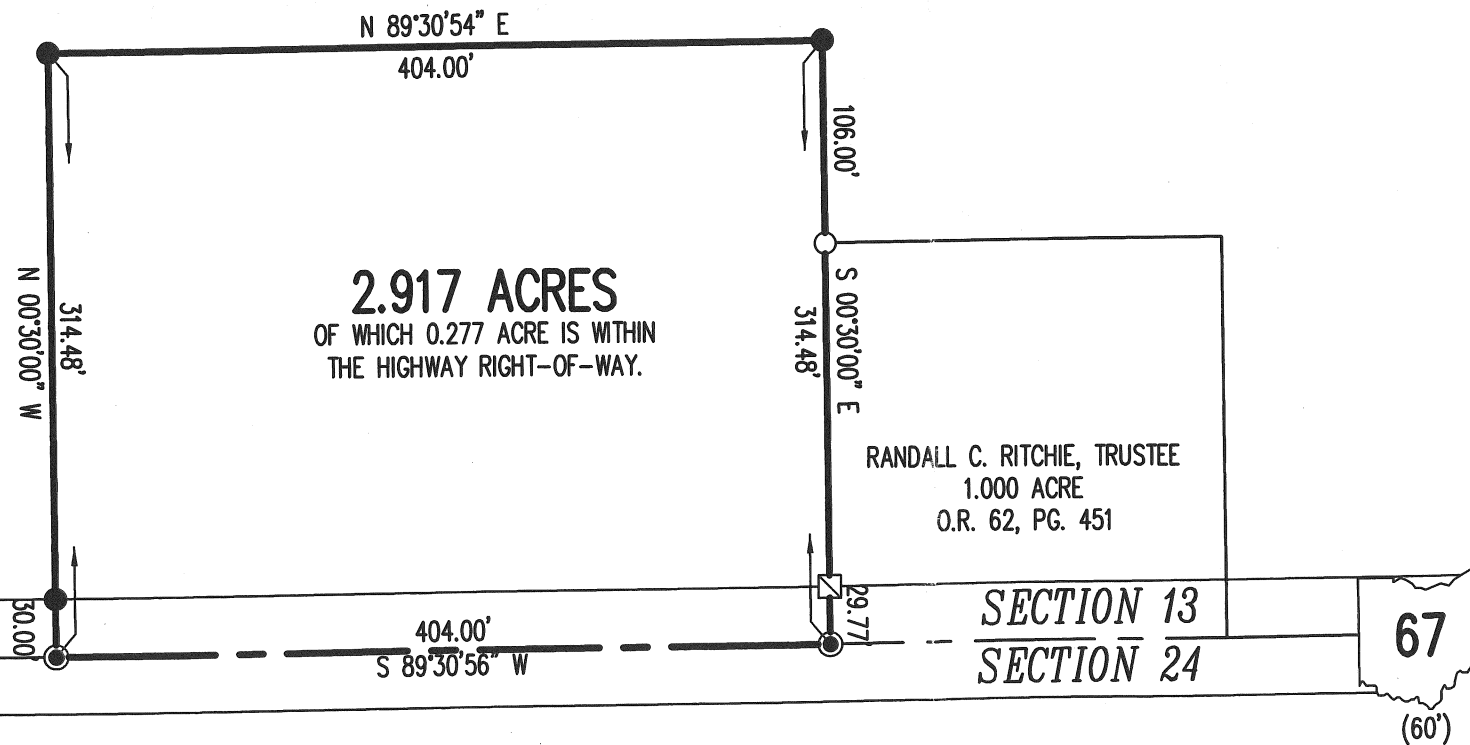 N 89°30'54" E
404.00'
106.00'
N 00°30'00" W
314.48'
2.917 ACRES
OF WHICH 0.277 ACRE IS WITHIN
THE HIGHWAY RIGHT-OF-WAY.
S 00°30'00" E
314.48'
RANDALL C. RITCHIE, TRUSTEE
1.000 ACRE
O.R. 62, PG. 451
30.00'
29.77'
404.00'
S 89°30'56" W
SECTION 13
SECTION 24
67
(60')